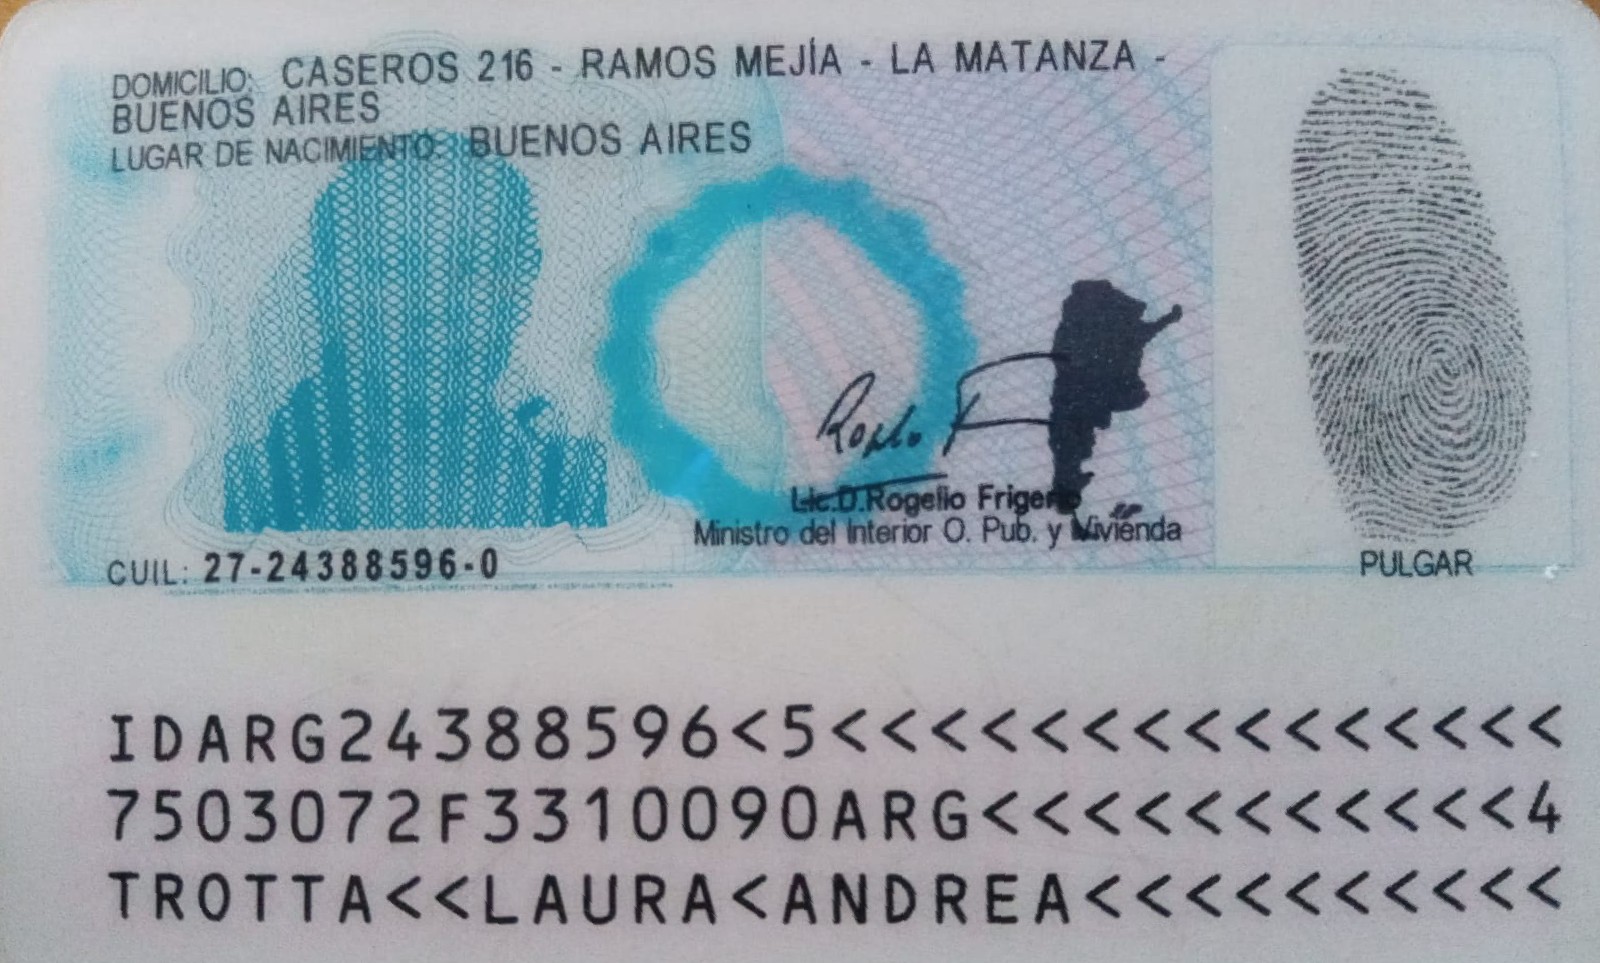 DOMICILIO: CASEROS 216 - RAMOS MEJÍA - LA MATANZA -
BUENOS AIRES
LUGAR DE NACIMIENTO: BUENOS AIRES
Lic.D.Rogelio Frigerio
Ministro del Interior O. Pub. y Vivienda
CUIL: 27-24388596-0
PULGAR
IDARG24388596<5<<<<<<<<<<<<<<<
7503072F3310090ARG<<<<<<<<<<<4
TROTTA<<LAURA<ANDREA<<<<<<<<<<